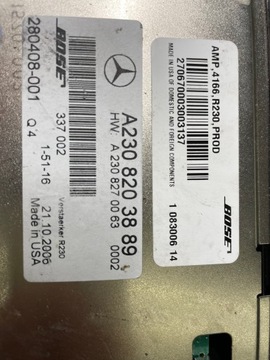 BOSE
280408-001
A230 820 38 89
HW: A 230 827 00 63 0002
337 002
Verstaerker R230
Q 4 1-51-16
21.10.2006
Made in USA
AMP,4166,R230,PROD
2706700030003137
MADE IN USA OF DOMESTIC AND FOREIGN COMPONENTS
BOSE
1 083006 14